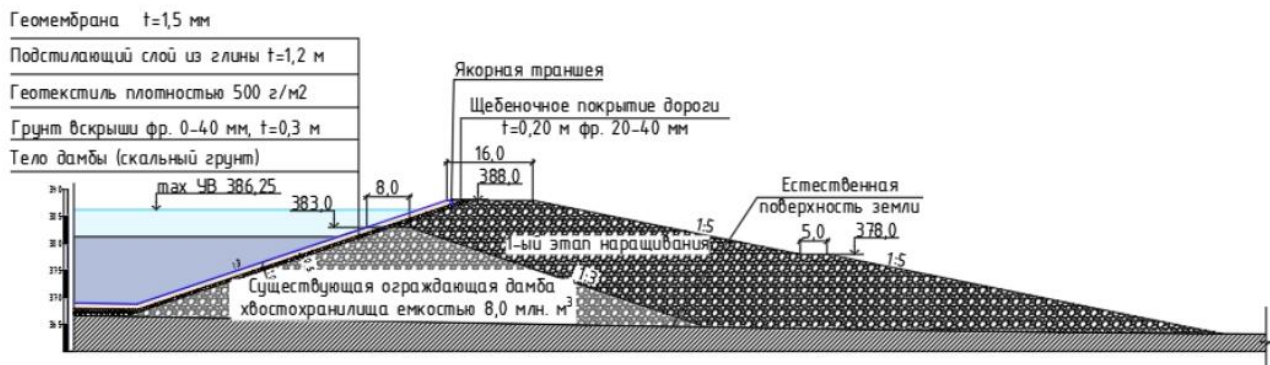 Геомембрана t=1,5 мм
Подстилающий слой из глины t=1,2 м
Геотекстиль плотностью 500 г/м2
Грунт вскрыши фр. 0-40 мм, t=0,3 м
Тело дамбы (скальный грунт)
Якорная траншея
Щебеночное покрытие дороги
t=0,20 м фр. 20-40 мм
16,0
388,0
max УВ 386,25
8,0
383,0
Естественная
поверхность земли
1:5
5,0
378,0
1:5
1-ый этап наращивания
1:3
Существующая ограждающая дамба
хвостохранилища емкостью 8,0 млн. м³